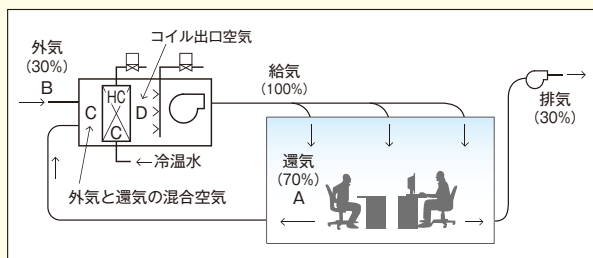 外気
(30%)
B
コイル出口空気
C
HC
C
D
←冷温水
外気と還気の混合空気
給気
(100%)
還気
(70%)
A
排気
(30%)